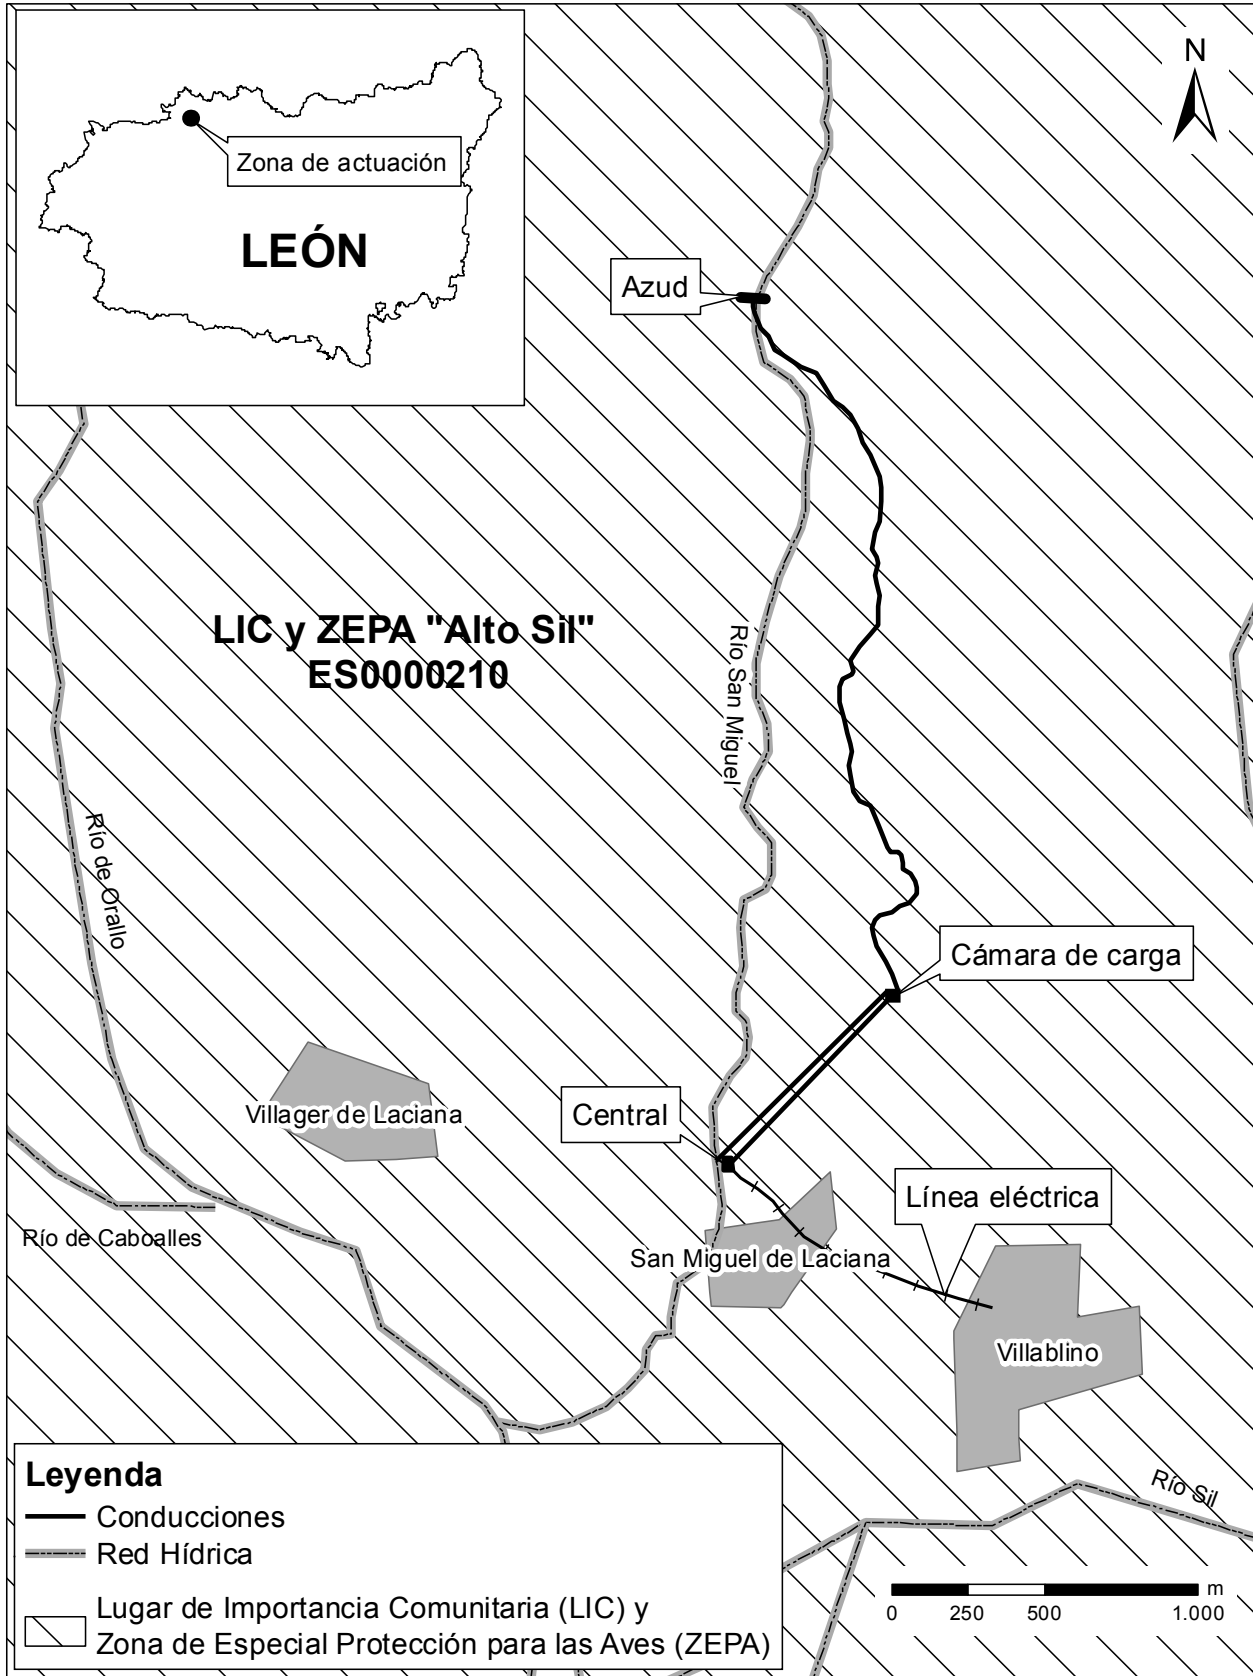 N
Zona de actuación
LEÓN
Azud
LIC y ZEPA "Alto Sil"
ES0000210
Río San Miguel
Río de Orallo
Cámara de carga
Central
Villager de Laciana
Línea eléctrica
Río de Caboalles
San Miguel de Laciana
Villablino
Río Sil
Leyenda
Conducciones
Red Hídrica
Lugar de Importancia Comunitaria (LIC) y
Zona de Especial Protección para las Aves (ZEPA)
m
0 250 500 1.000